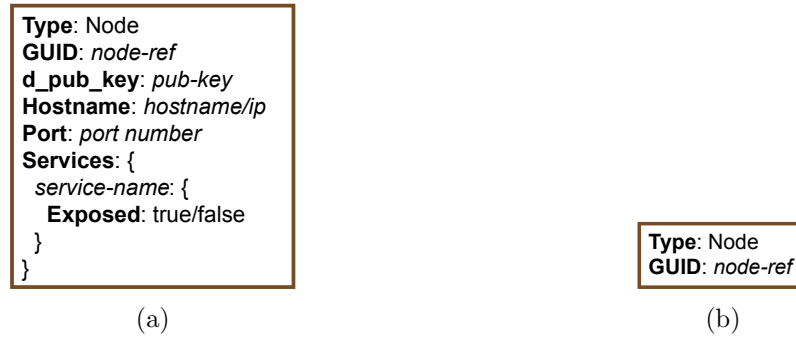 Type: Node
GUID: node-ref
d_pub_key: pub-key
Hostname: hostname/ip
Port: port number
Services: {
service-name: {
Exposed: true/false
}
}
(a)
Type: Node
GUID: node-ref
(b)